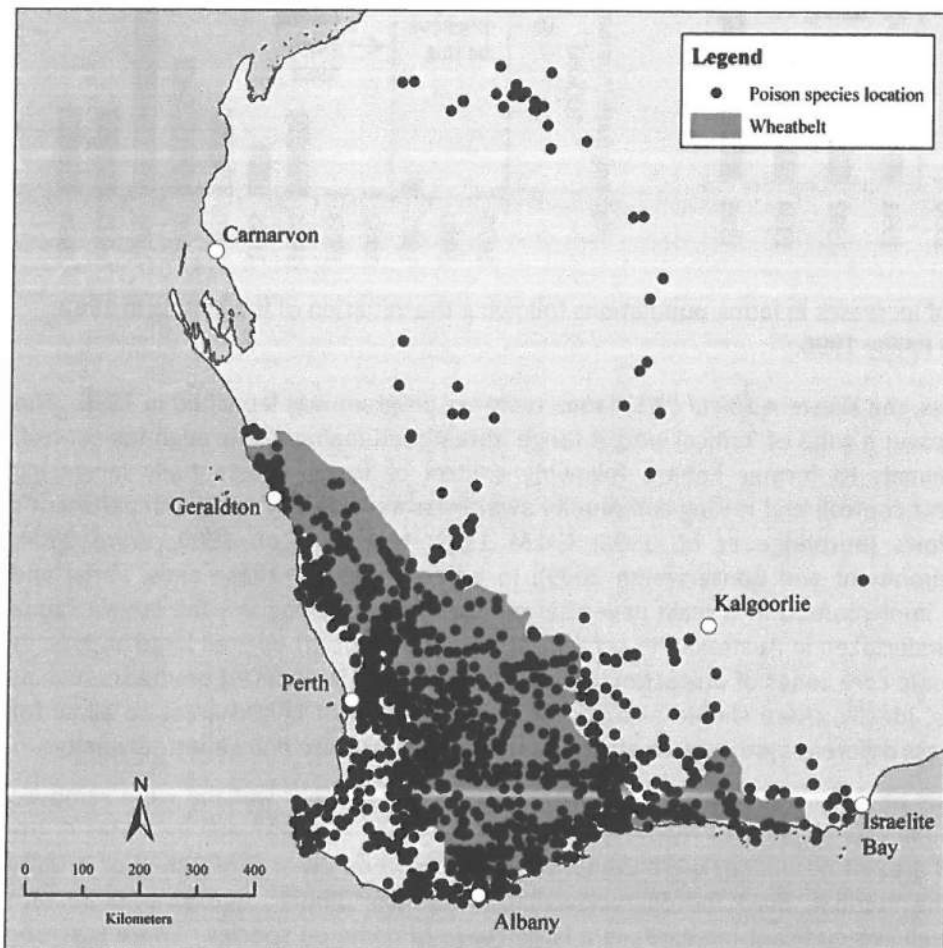 Legend
Poison species location
Wheatbelt
Carnarvon
Geraldton
Kalgoorlie
Perth
N
Israelite
Bay
0 100 200 300 400
Kilometers
Albany